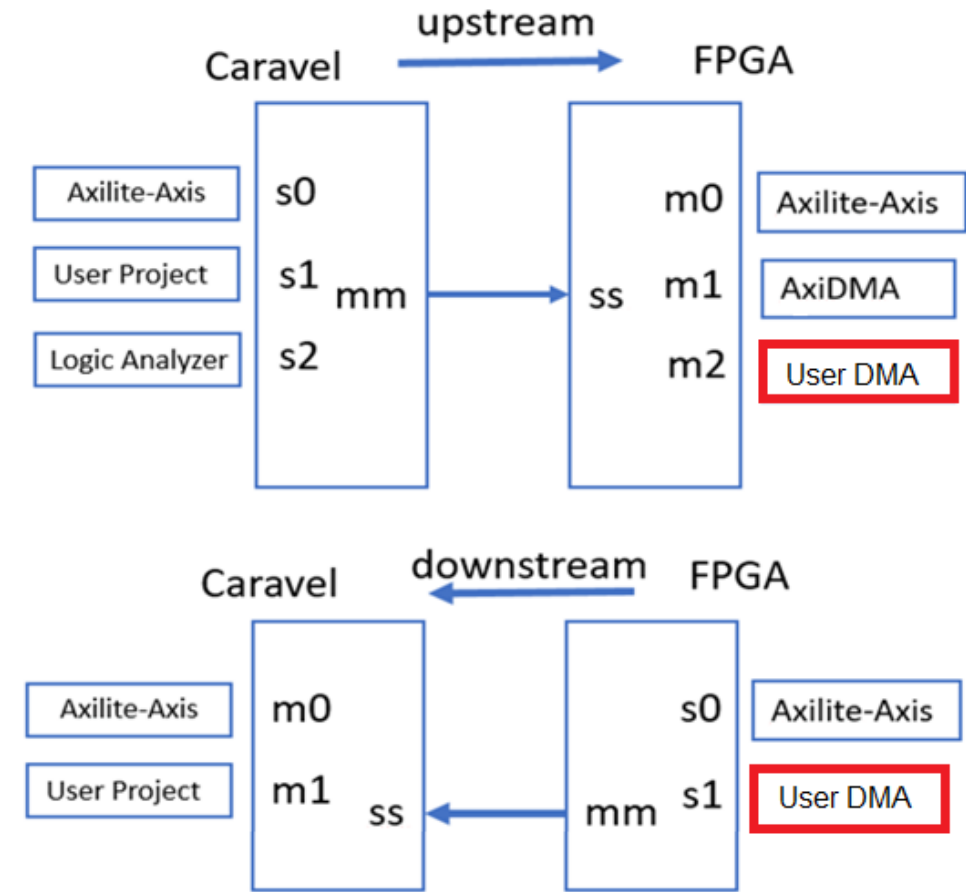 upstream
Caravel
FPGA
Axilite-Axis
s0
m0
Axilite-Axis
User Project
s1
mm
ss
m1
AxiDMA
Logic Analyzer
s2
m2
User DMA
downstream
Caravel
FPGA
Axilite-Axis
m0
s0
Axilite-Axis
User Project
m1
ss
mm
s1
User DMA